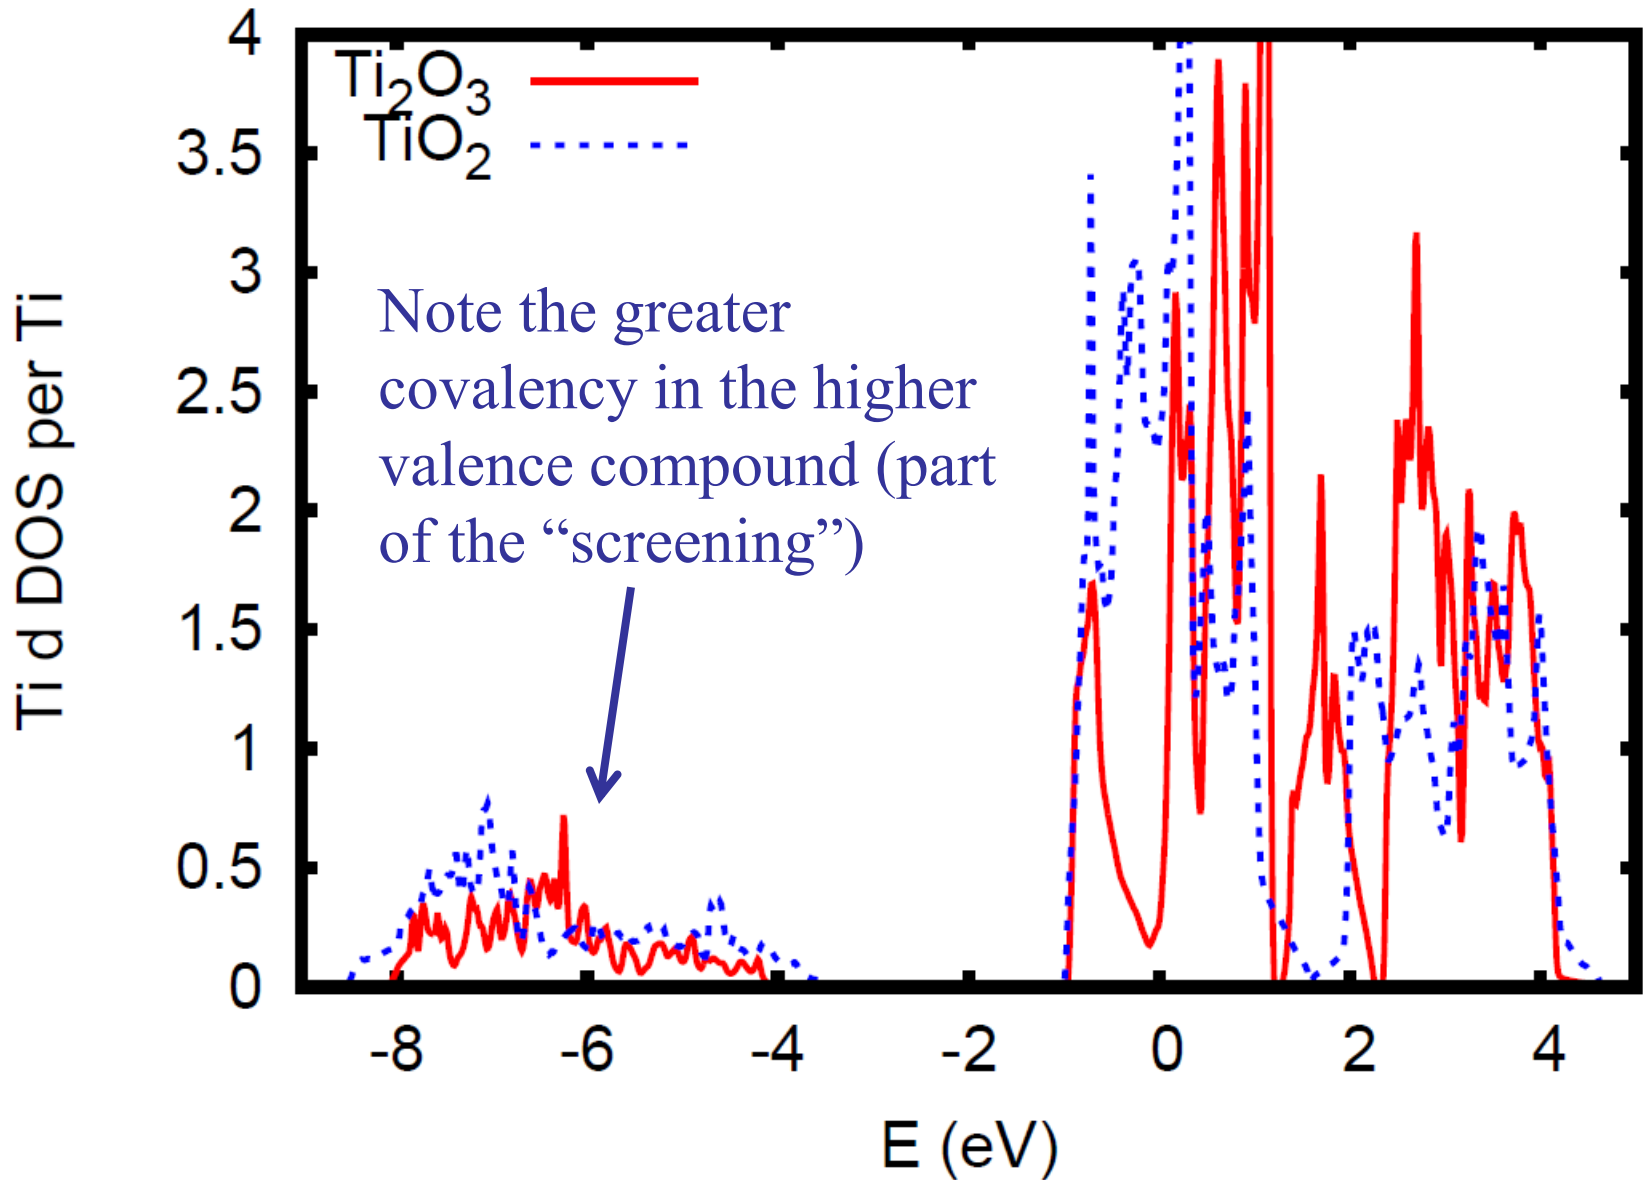 4
3.5
3
2.5
2
1.5
1
0.5
0
Ti d DOS per Ti
Ti₂O₃
TiO₂
Note the greater
covalency in the higher
valence compound (part
of the “screening”)
-8 -6 -4 -2 0 2 4
E (eV)